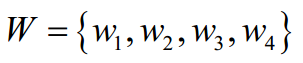 W = {w₁, w₂, w₃, w₄}